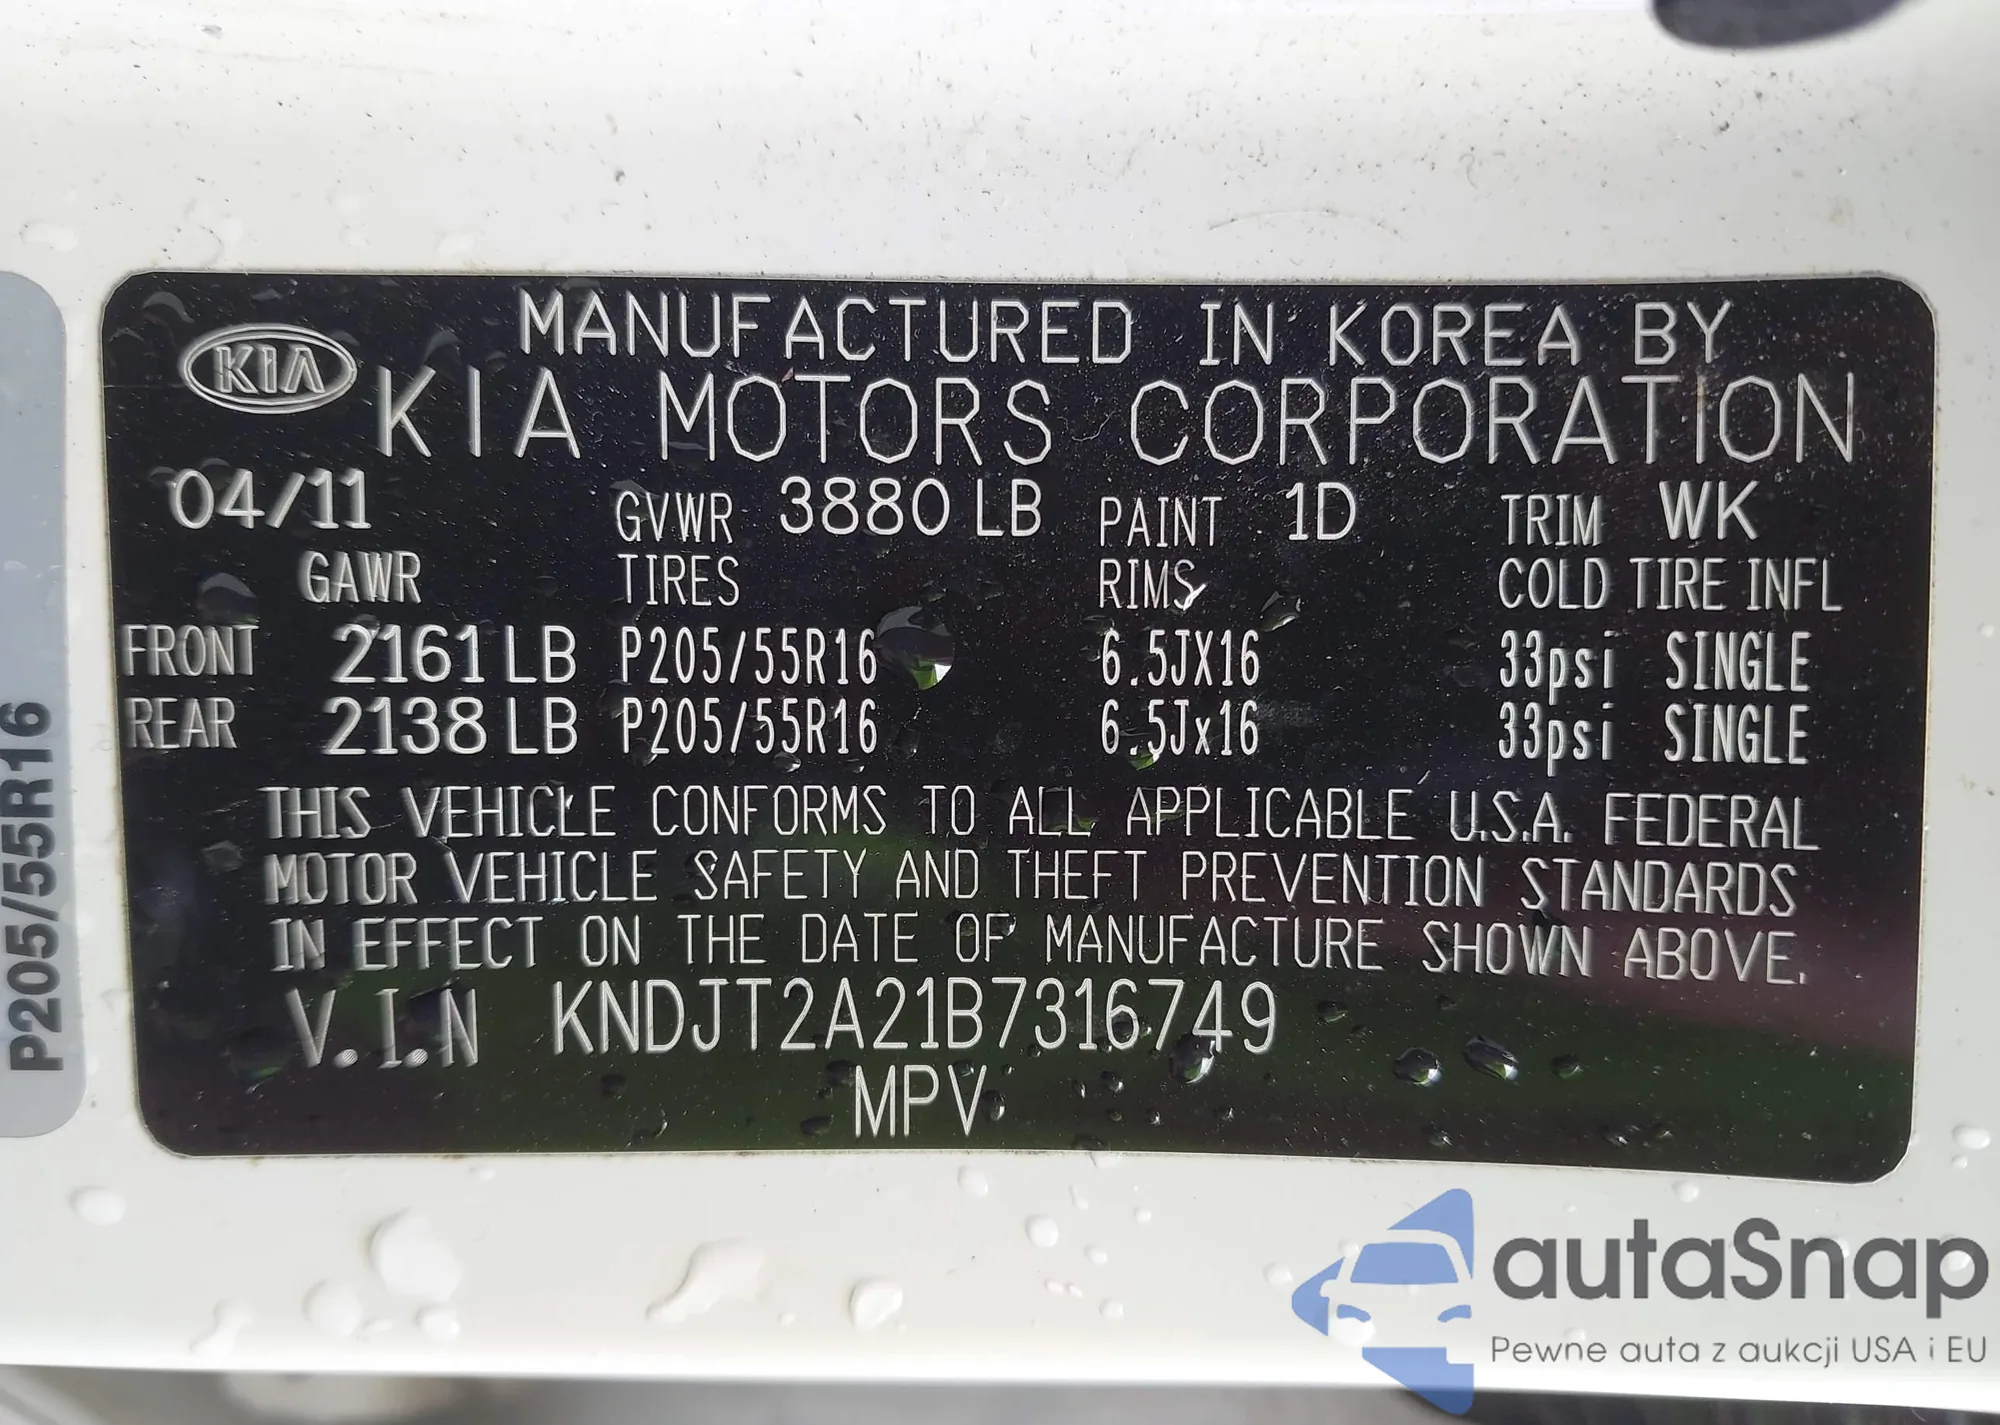 MANUFACTURED IN KOREA BY
KIA
KIA MOTORS CORPORATION
04/11 GVWR 3880 LB PAINT 1D TRIM WK
GAWR TIRES RIMS COLD TIRE INFL
FRONT 2161 LB P205/55R16 6.5JX16 33psi SINGLE
REAR 2138 LB P205/55R16 6.5Jx16 33psi SINGLE
THIS VEHICLE CONFORMS TO ALL APPLICABLE U.S.A. FEDERAL
MOTOR VEHICLE SAFETY AND THEFT PREVENTION STANDARDS
IN EFFECT ON THE DATE OF MANUFACTURE SHOWN ABOVE.
V.I.N KNDJT2A21B7316749
MPV
P205/55R16
autaSnap
Pewne auta z aukcji USA i EU